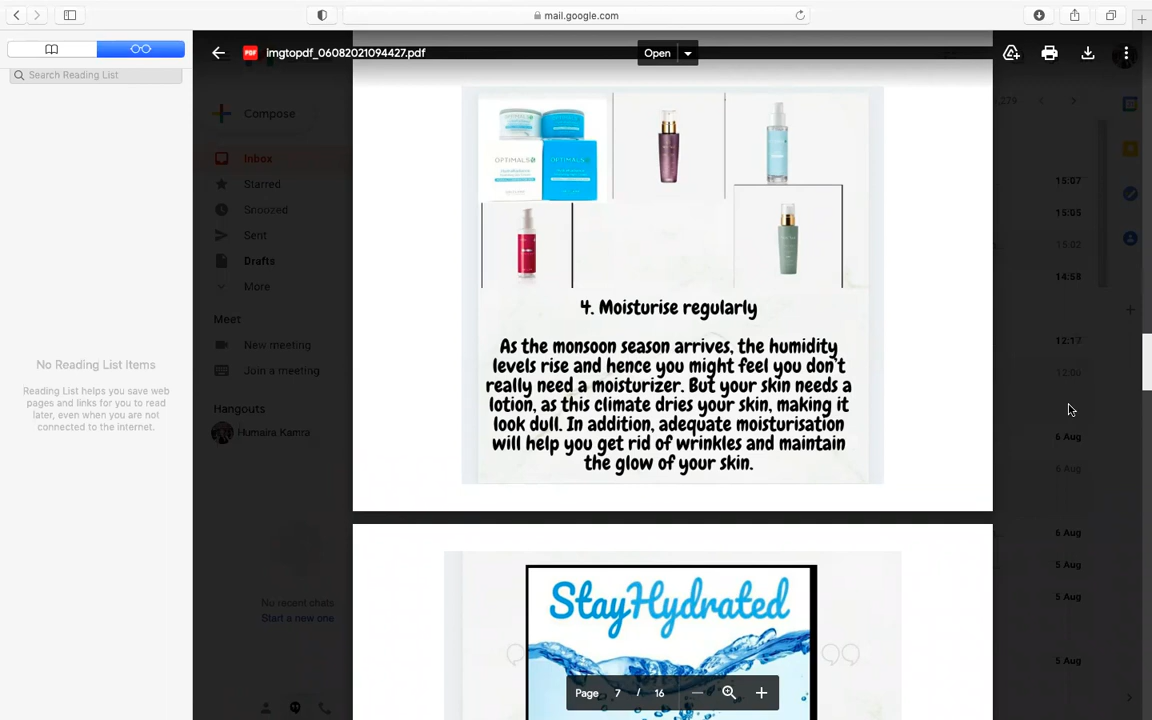 mail.google.com
Search Reading List
No Reading List Items
Reading List helps you save web
pages and links for you to read
later, even when you are not
connected to the internet.
PDF
imgtopdf_06082021094427.pdf
Open
Compose
Inbox
Starred
Snoozed
Sent
Drafts
More
Meet
New meeting
Join a meeting
Hangouts
Humaira Kamra
No recent chats
Start a new one
OPTIMALS
OPTIMALS
4. Moisturise regularly
As the monsoon season arrives, the humidity
levels rise and hence you might feel you don't
really need a moisturizer. But your skin needs a
lotion, as this climate dries your skin, making it
look dull. In addition, adequate moisturisation
will help you get rid of wrinkles and maintain
the glow of your skin.
StayHydrated
Page 7 / 16
,279
15:07
15:05
15:02
14:58
12:17
12:00
6 Aug
6 Aug
6 Aug
5 Aug
5 Aug
5 Aug